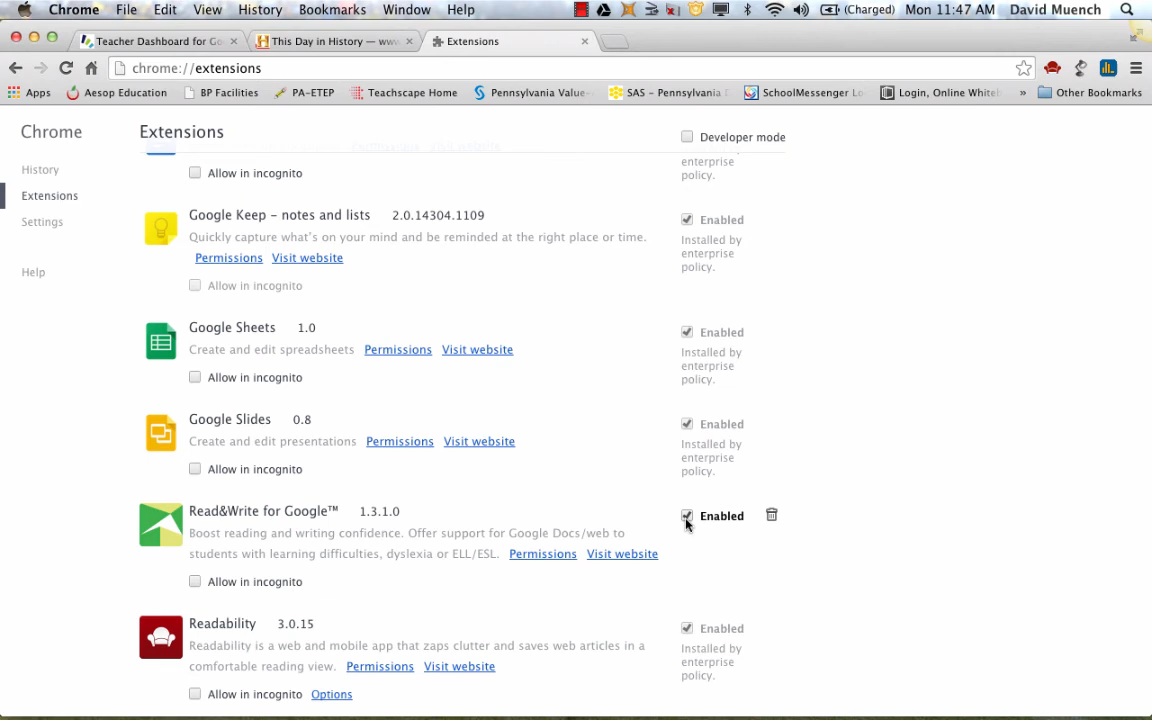 Chrome File Edit View History Bookmarks Window Help (Charged) Mon 11:47 AM David Muench
Teacher Dashboard for Go This Day in History — www. Extensions
chrome://extensions
Apps Aesop Education BP Facilities PA-ETEP Teachscape Home Pennsylvania Value- SAS - Pennsylvania SchoolMessenger Lo Login, Online White » Other Bookmarks
Chrome Extensions Developer mode
History
Extensions
Settings
Help
enterprise
policy.
Allow in incognito
Google Keep - notes and lists 2.0.14304.1109 Enabled
Quickly capture what's on your mind and be reminded at the right place or time.
Permissions Visit website
Installed by
enterprise
policy.
Allow in incognito
Google Sheets 1.0 Enabled
Create and edit spreadsheets Permissions Visit website
Installed by
enterprise
policy.
Allow in incognito
Google Slides 0.8 Enabled
Create and edit presentations Permissions Visit website
Installed by
enterprise
policy.
Allow in incognito
Read&Write for Google™ 1.3.1.0 Enabled
Boost reading and writing confidence. Offer support for Google Docs/web to
students with learning difficulties, dyslexia or ELL/ESL. Permissions Visit website
Allow in incognito
Readability 3.0.15 Enabled
Readability is a web and mobile app that zaps clutter and saves web articles in a
comfortable reading view. Permissions Visit website
Installed by
enterprise
policy.
Allow in incognito Options